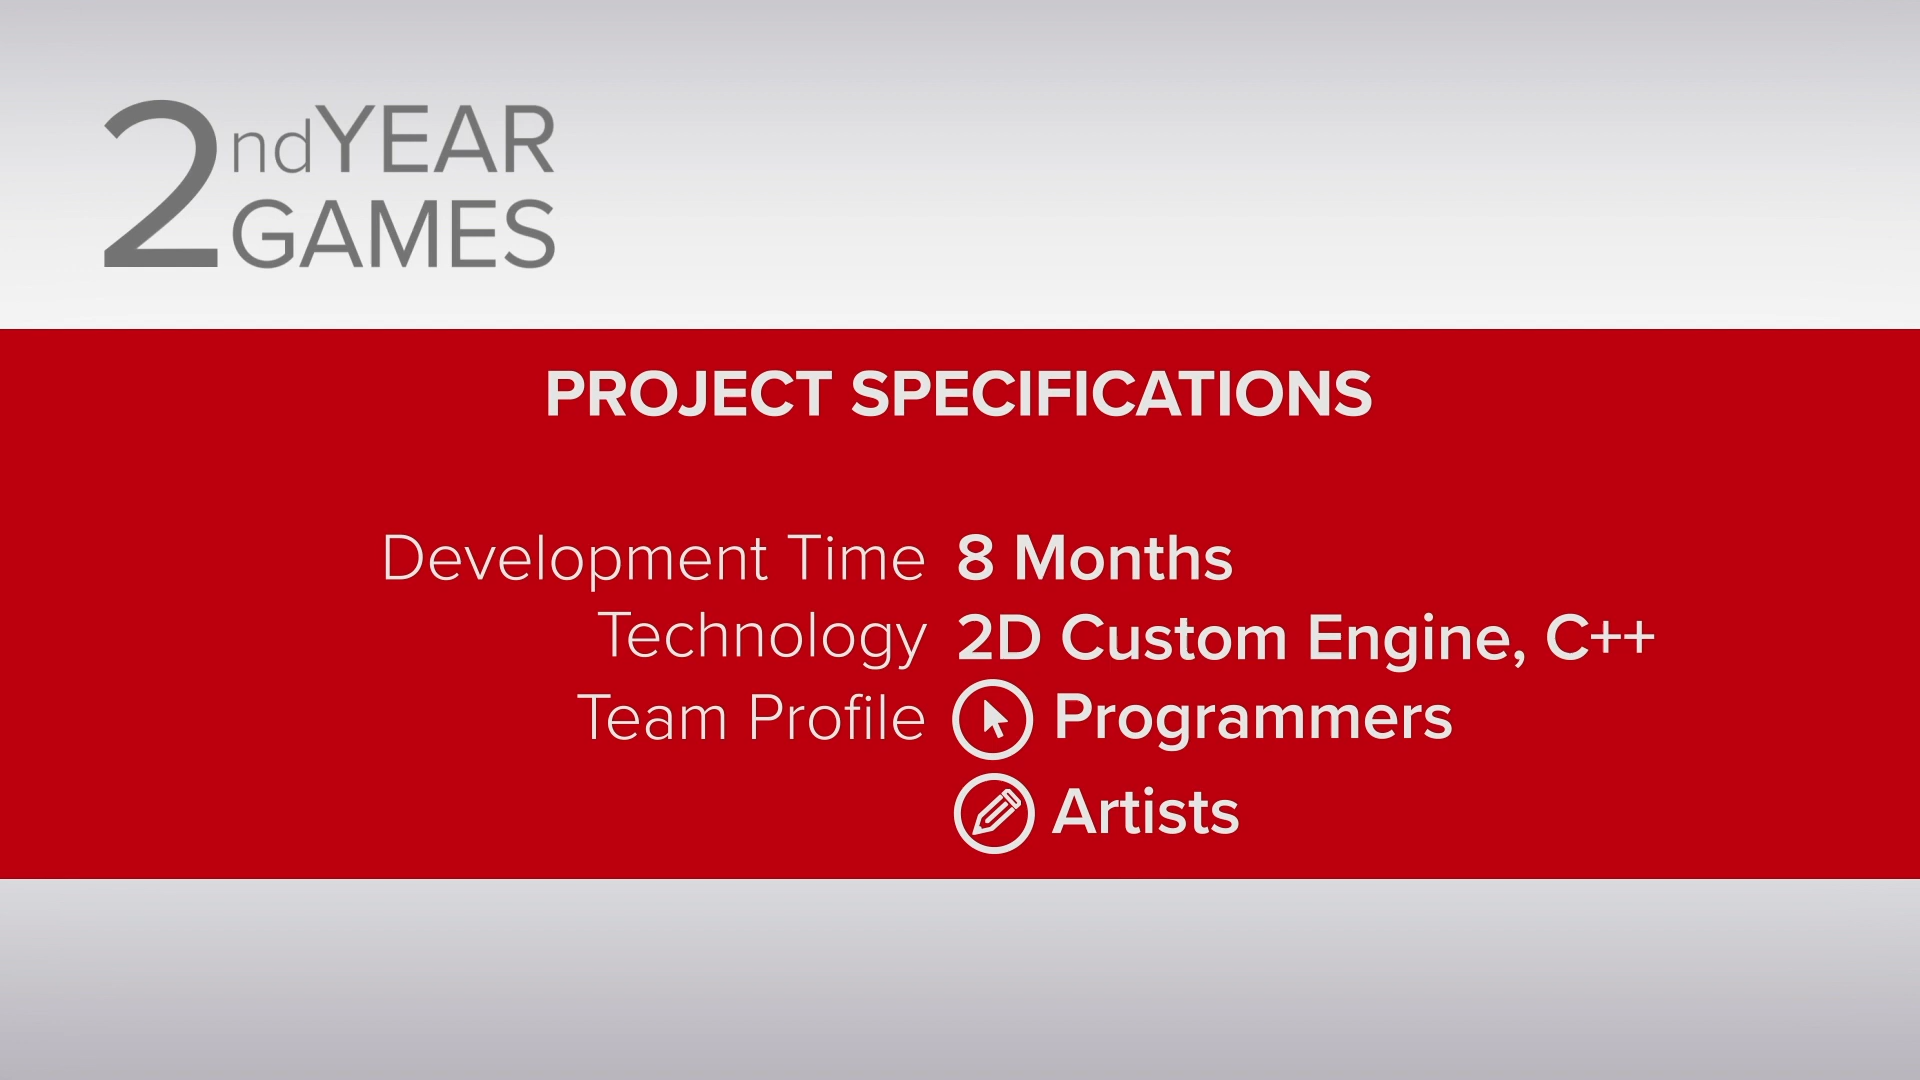 2ndYEAR
GAMES
PROJECT SPECIFICATIONS
Development Time 8 Months
Technology 2D Custom Engine, C++
Team Profile Programmers
Artists